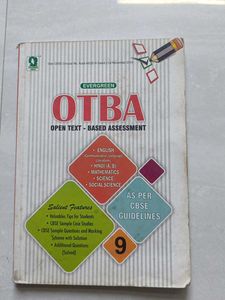 EVERGREEN
OTBA
OPEN TEXT - BASED ASSESSMENT
• ENGLISH
• HINDI (A, B)
• MATHEMATICS
• SCIENCE
• SOCIAL SCIENCE
AS PER
CBSE
GUIDELINES
Salient Features
• Valuable Tips for Students
• CBSE Sample Case Studies
• CBSE Sample Questions and Marking
Scheme with Solution
• Additional Questions
(Solved)
9